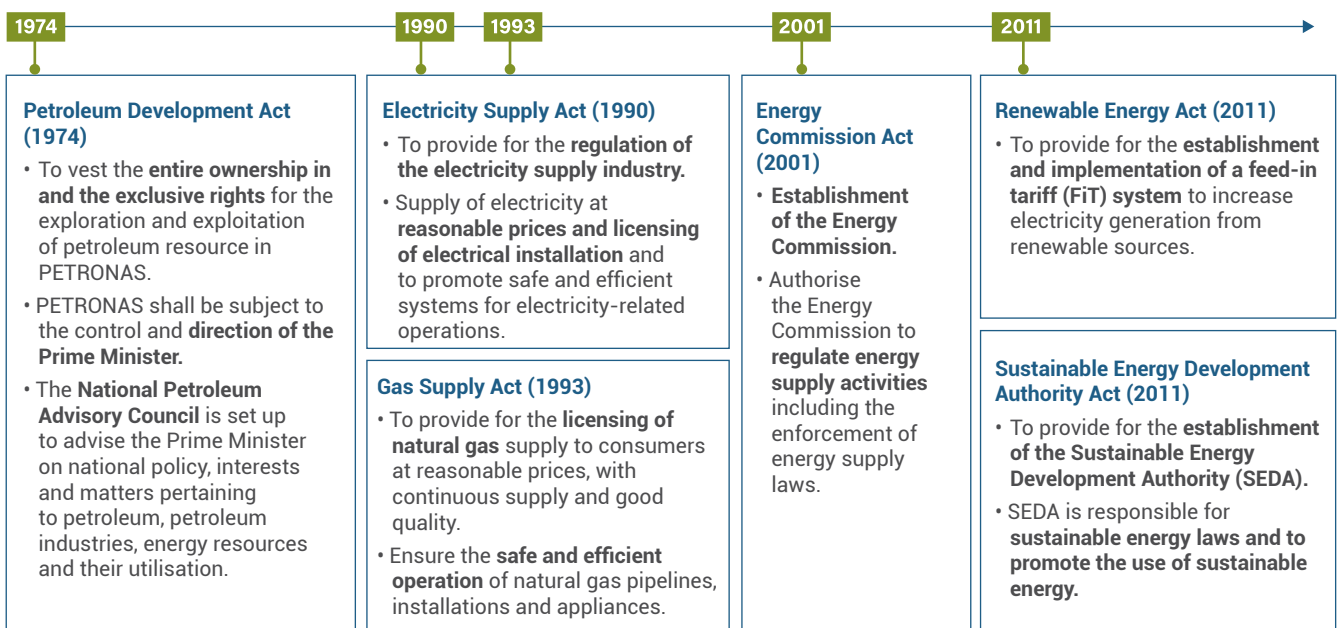 1974
1990
1993
2001
2011
Petroleum Development Act
(1974)
• To vest the entire ownership in
and the exclusive rights for the
exploration and exploitation
of petroleum resource in
PETRONAS.
• PETRONAS shall be subject to
the control and direction of the
Prime Minister.
• The National Petroleum
Advisory Council is set up
to advise the Prime Minister
on national policy, interests
and matters pertaining
to petroleum, petroleum
industries, energy resources
and their utilisation.
Electricity Supply Act (1990)
• To provide for the regulation of
the electricity supply industry.
• Supply of electricity at
reasonable prices and licensing
of electrical installation and
to promote safe and efficient
systems for electricity-related
operations.
Gas Supply Act (1993)
• To provide for the licensing of
natural gas supply to consumers
at reasonable prices, with
continuous supply and good
quality.
• Ensure the safe and efficient
operation of natural gas pipelines,
installations and appliances.
Energy
Commission Act
(2001)
• Establishment
of the Energy
Commission.
• Authorise
the Energy
Commission to
regulate energy
supply activities
including the
enforcement of
energy supply
laws.
Renewable Energy Act (2011)
• To provide for the establishment
and implementation of a feed-in
tariff (FiT) system to increase
electricity generation from
renewable sources.
Sustainable Energy Development
Authority Act (2011)
• To provide for the establishment
of the Sustainable Energy
Development Authority (SEDA).
• SEDA is responsible for
sustainable energy laws and to
promote the use of sustainable
energy.